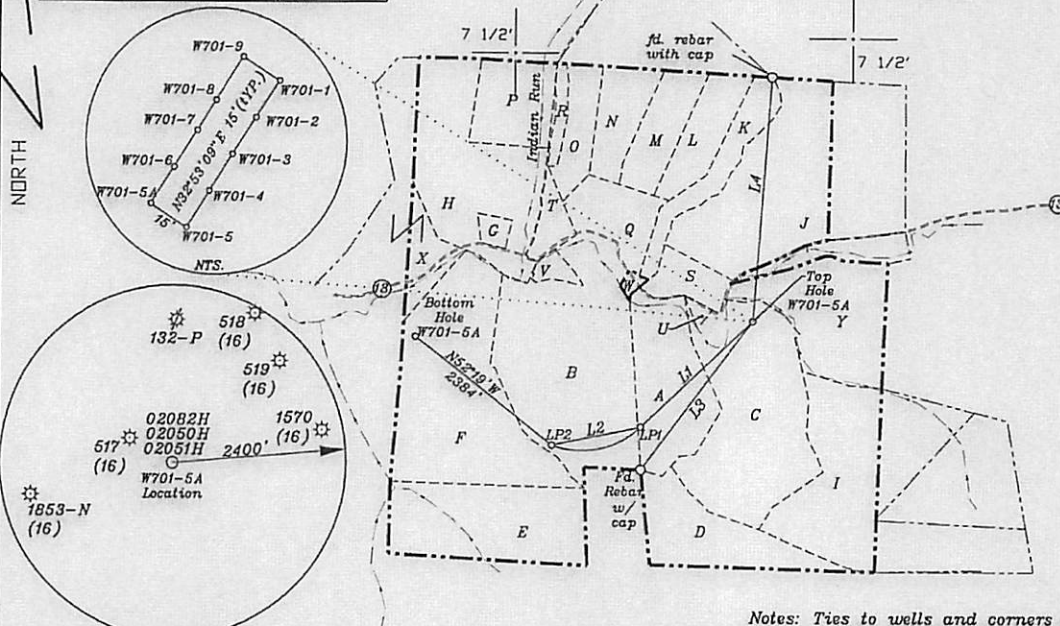 NORTH
W701-9
W701-8
W701-1
W701-7
W701-2
W701-6
W701-3
W701-5A
W701-4
15'
W701-5
N32°53'09"E 15'(tYP.)
NTS.
7 1/2'
7 1/2'
fd. rebar
with cap
Indian Run
P
R
O
N
M
L
K
H
G
T
Q
L4
J
X
V
W
S
U
18
Top
Hole
W701-5A
Y
Bottom
Hole
W701-5A
N52°19'W
2384'
B
A
L1
L3
C
F
LP2
L2
LP1
Fd.
Rebar
w/
cap
E
D
I
132-P
518
(16)
519
(16)
1570
(16)
02082H
02050H
02051H
517
(16)
2400'
W701-5A
Location
1853-N
(16)
Notes: Ties to wells and corners